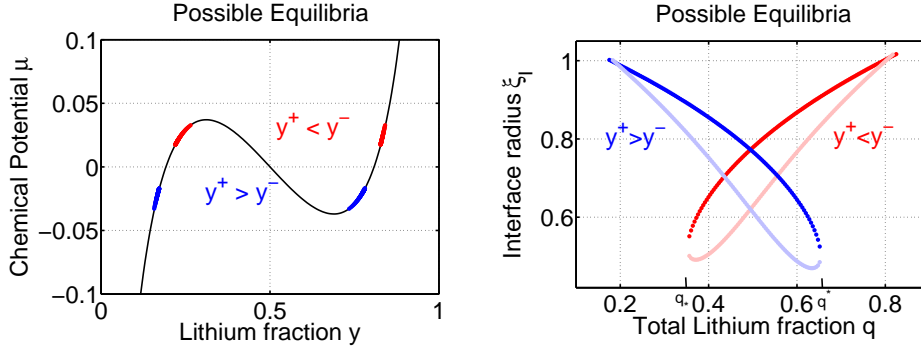 Possible Equilibria
Chemical Potential μ
0.1
0.05
0
−0.05
−0.1
y⁺ < y⁻
y⁺ > y⁻
0
0.5
1
Lithium fraction y
Possible Equilibria
Interface radius ξ_I
1
0.8
0.6
y⁺>y⁻
y⁺<y⁻
0.2
q_*
0.4
0.6
q^*
0.8
Total Lithium fraction q